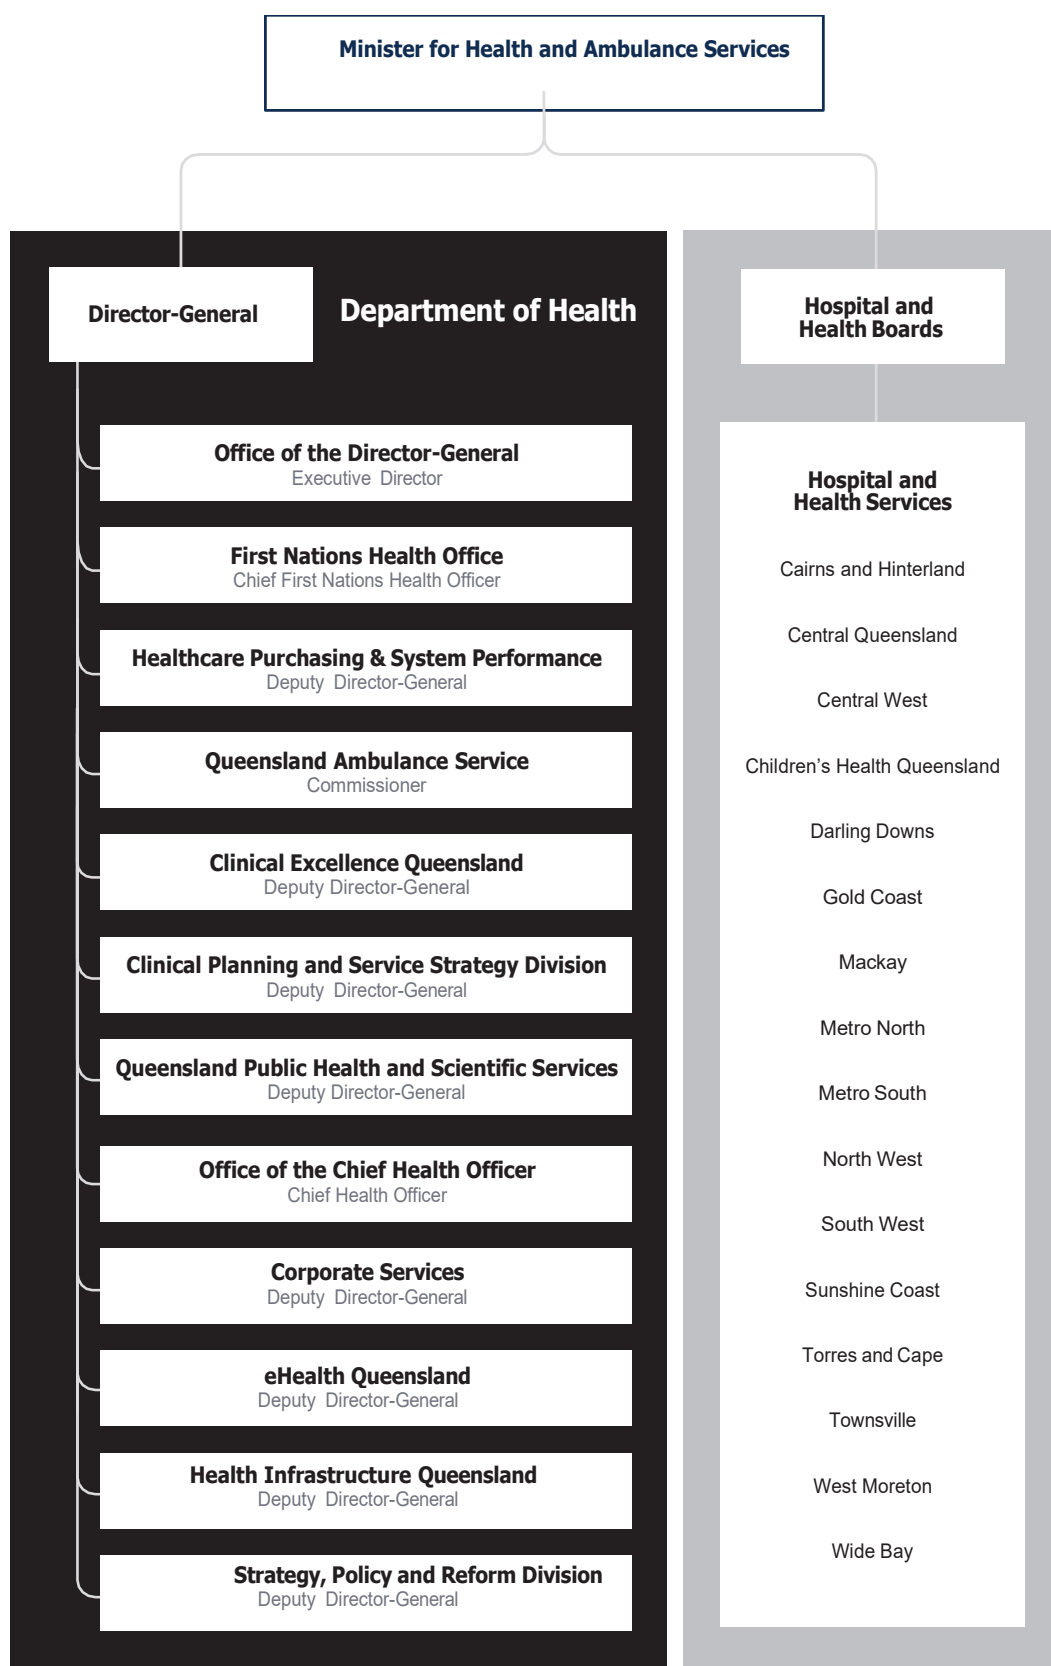 Minister for Health and Ambulance Services
Director-General
Department of Health
Office of the Director-General
Executive Director
First Nations Health Office
Chief First Nations Health Officer
Healthcare Purchasing & System Performance
Deputy Director-General
Queensland Ambulance Service
Commissioner
Clinical Excellence Queensland
Deputy Director-General
Clinical Planning and Service Strategy Division
Deputy Director-General
Queensland Public Health and Scientific Services
Deputy Director-General
Office of the Chief Health Officer
Chief Health Officer
Corporate Services
Deputy Director-General
eHealth Queensland
Deputy Director-General
Health Infrastructure Queensland
Deputy Director-General
Strategy, Policy and Reform Division
Deputy Director-General
Hospital and
Health Boards
Hospital and
Health Services
Cairns and Hinterland
Central Queensland
Central West
Children’s Health Queensland
Darling Downs
Gold Coast
Mackay
Metro North
Metro South
North West
South West
Sunshine Coast
Torres and Cape
Townsville
West Moreton
Wide Bay